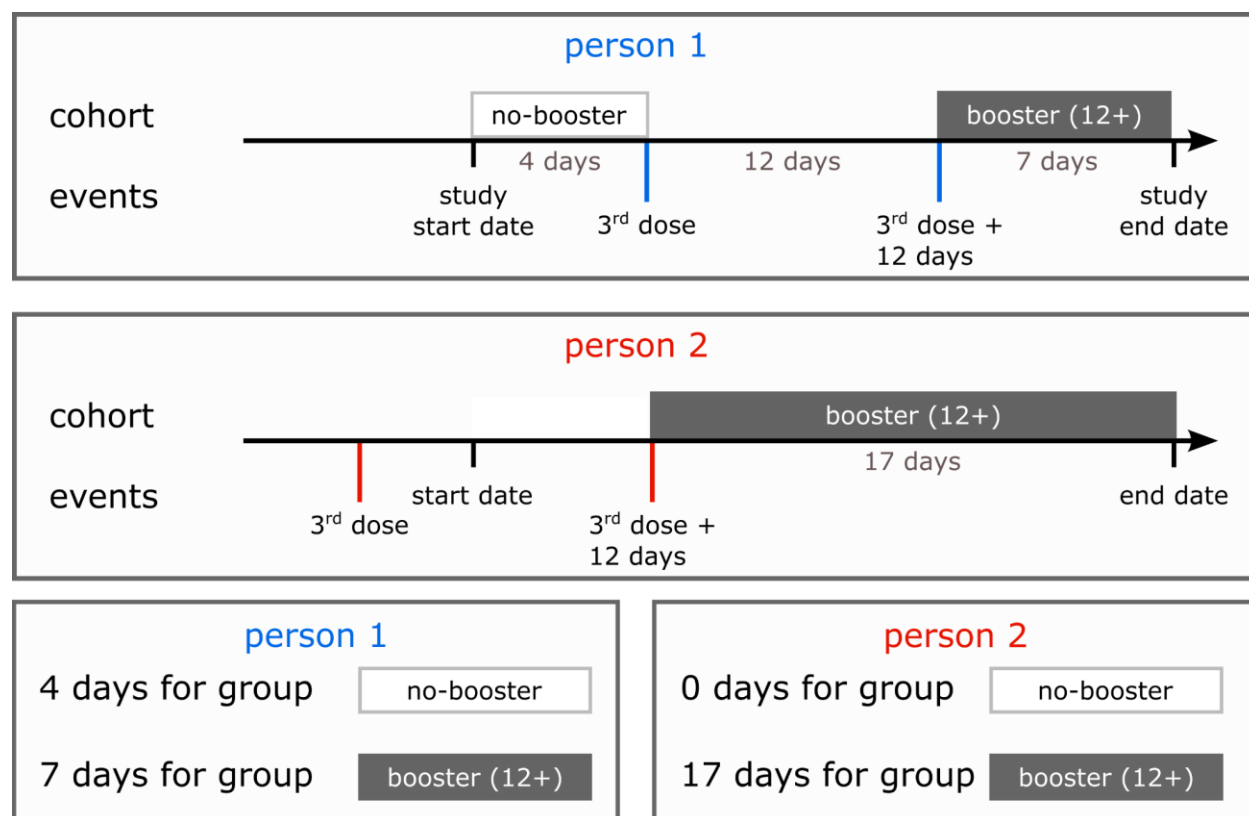 person 1
cohort
no-booster
booster (12+)
4 days
12 days
7 days
events
study
start date
3rd dose
3rd dose +
12 days
study
end date
person 2
cohort
booster (12+)
17 days
events
3rd dose
start date
3rd dose +
12 days
end date
person 1
4 days for group
no-booster
7 days for group
booster (12+)
person 2
0 days for group
no-booster
17 days for group
booster (12+)